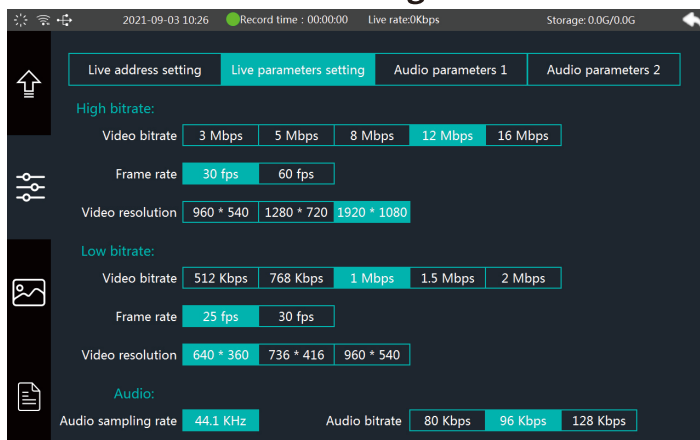 2021-09-03 10:26 Record time : 00:00:00 Live rate:0Kbps Storage: 0.0G/0.0G
Live address setting Live parameters setting Audio parameters 1 Audio parameters 2
High bitrate:
Video bitrate 3 Mbps 5 Mbps 8 Mbps 12 Mbps 16 Mbps
Frame rate 30 fps 60 fps
Video resolution 960 * 540 1280 * 720 1920 * 1080
Low bitrate:
Video bitrate 512 Kbps 768 Kbps 1 Mbps 1.5 Mbps 2 Mbps
Frame rate 25 fps 30 fps
Video resolution 640 * 360 736 * 416 960 * 540
Audio:
Audio sampling rate 44.1 KHz Audio bitrate 80 Kbps 96 Kbps 128 Kbps